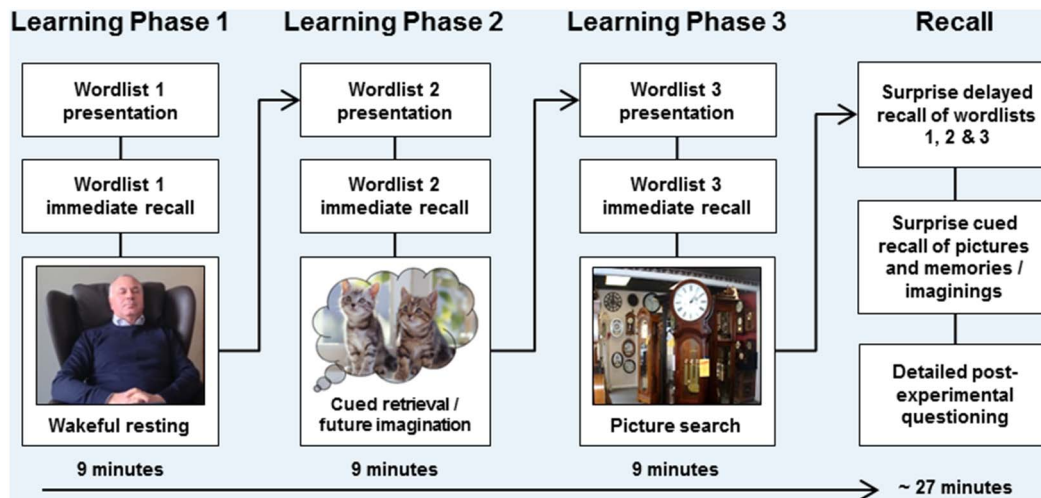 Learning Phase 1
Learning Phase 2
Learning Phase 3
Recall
Wordlist 1
presentation
Wordlist 1
immediate recall
Wakeful resting
Wordlist 2
presentation
Wordlist 2
immediate recall
Cued retrieval /
future imagination
Wordlist 3
presentation
Wordlist 3
immediate recall
Picture search
Surprise delayed
recall of wordlists
1, 2 & 3
Surprise cued
recall of pictures
and memories /
imaginings
Detailed post-
experimental
questioning
9 minutes
9 minutes
9 minutes
~ 27 minutes